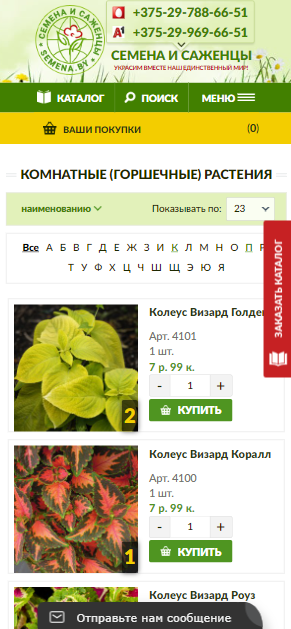 СЕМЕНА И САЖЕНЦЫ
SEMENA.BY
+375-29-788-66-51
+375-29-969-66-51
СЕМЕНА И САЖЕНЦЫ
УКРАСИМ ВМЕСТЕ НАШ ЕДИНСТВЕННЫЙ МИР!
КАТАЛОГ ПОИСК МЕНЮ
ВАШИ ПОКУПКИ (0)
КОМНАТНЫЕ (ГОРШЕЧНЫЕ) РАСТЕНИЯ
наименованию Показывать по: 23
Все А Б В Г Д Е Ж З И К Л М Н О П
Т У Ф Х Ц Ч Ш Щ Э Ю Я
ЗАКАЗАТЬ КАТАЛОГ
Колеус Визард Голден
Арт. 4101
1 шт.
7 р. 99 к.
- 1 +
КУПИТЬ
2
Колеус Визард Коралл
Арт. 4100
1 шт.
7 р. 99 к.
- 1 +
КУПИТЬ
1
Колеус Визард Роуз
Отправьте нам сообщение